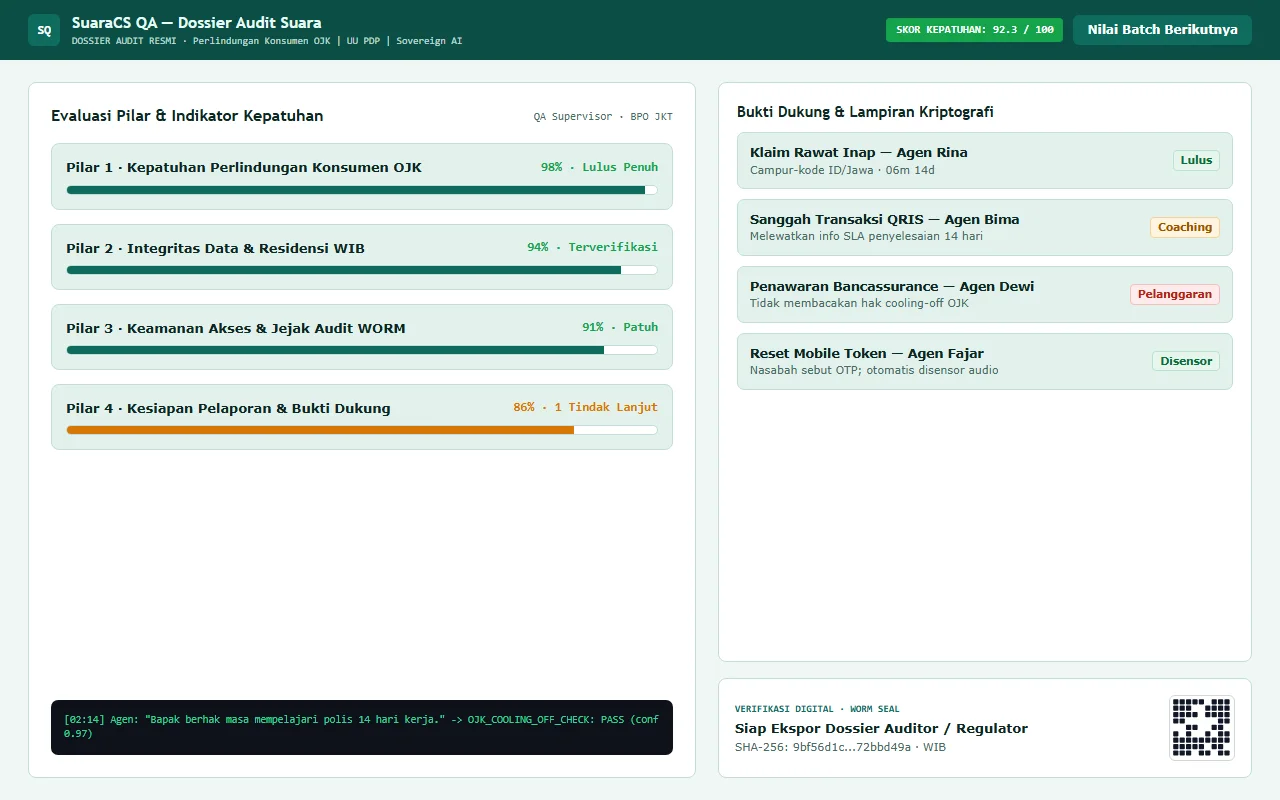 SQ
SuaraCS QA — Dossier Audit Suara
DOSSIER AUDIT RESMI · Perlindungan Konsumen OJK | UU PDP | Sovereign AI
SKOR KEPATUHAN: 92.3 / 100
Nilai Batch Berikutnya
Evaluasi Pilar & Indikator Kepatuhan
QA Supervisor · BPO JKT
Pilar 1 · Kepatuhan Perlindungan Konsumen OJK
98% · Lulus Penuh
Pilar 2 · Integritas Data & Residensi WIB
94% · Terverifikasi
Pilar 3 · Keamanan Akses & Jejak Audit WORM
91% · Patuh
Pilar 4 · Kesiapan Pelaporan & Bukti Dukung
86% · 1 Tindak Lanjut
[02:14] Agen: "Bapak berhak masa mempelajari polis 14 hari kerja." -> OJK_COOLING_OFF_CHECK: PASS (conf
0.97)
Bukti Dukung & Lampiran Kriptografi
Klaim Rawat Inap — Agen Rina
Campur-kode ID/Jawa · 06m 14d
Lulus
Sanggah Transaksi QRIS — Agen Bima
Melewatkan info SLA penyelesaian 14 hari
Coaching
Penawaran Bancassurance — Agen Dewi
Tidak membacakan hak cooling-off OJK
Pelanggaran
Reset Mobile Token — Agen Fajar
Nasabah sebut OTP; otomatis disensor audio
Disensor
VERIFIKASI DIGITAL · WORM SEAL
Siap Ekspor Dossier Auditor / Regulator
SHA-256: 9bf56d1c...72bbd49a · WIB